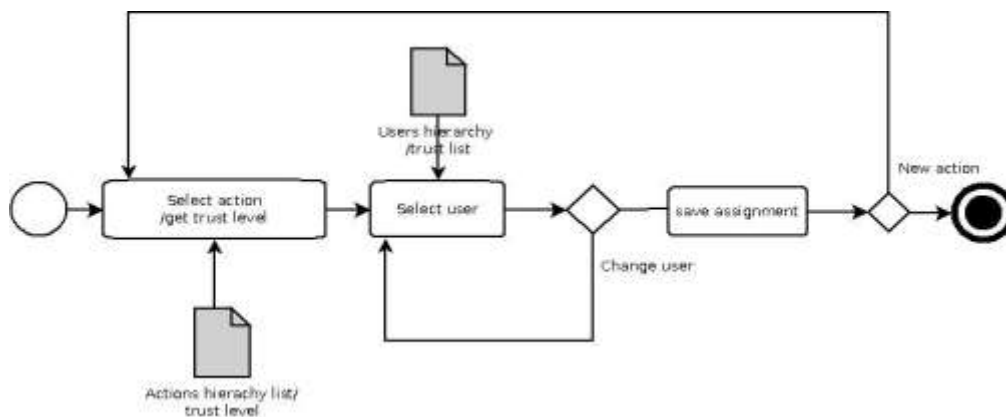 Users hierarchy
/trust list
New action
Select action
/get trust level
Select user
save assignment
Change user
Actions hierachy list/
trust level